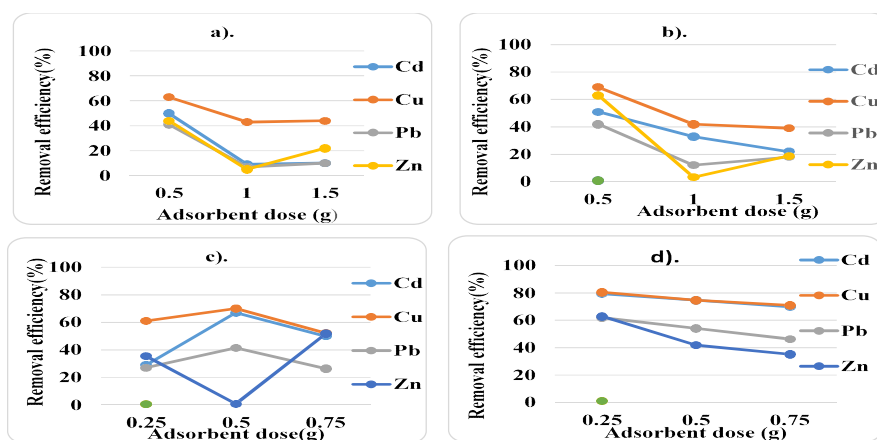 a).
100
80
60
40
20
0
0.5 1 1.5
Removal efficiency(%)
Adsorbent dose (g)
Cd
Cu
Pb
Zn
b).
100
80
60
40
20
0
0.5 1 1.5
Removal efficiency(%)
Adsorbent dose (g)
Cd
Cu
Pb
Zn
c).
100
80
60
40
20
0
0.25 0.5 0.75
Removal efficiency(%)
Adsorbent dose(g)
Cd
Cu
Pb
Zn
d).
100
80
60
40
20
0
0.25 0.5 0.75
Removal efficiency(%)
Adsorbent dose (g)
Cd
Cu
Pb
Zn